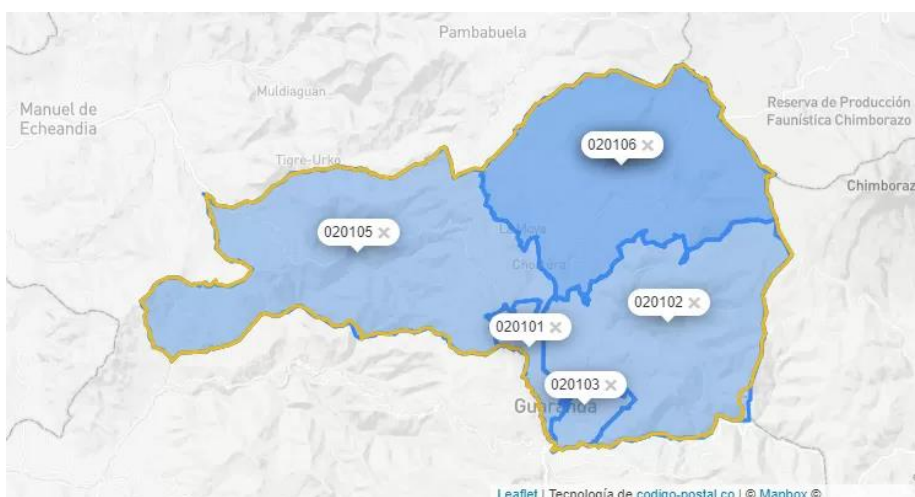 Pambabuela
Muldiaguan
Manuel de
Echeandia
Reserva de Producción
Faunística Chimborazo
020106 ×
Tigre-Urko
Chimboraz
020105 ×
020102 ×
020101 ×
020103 ×
Guaranda
Leaflet | Tecnología de codigo-postal.co | © Mapbox ©